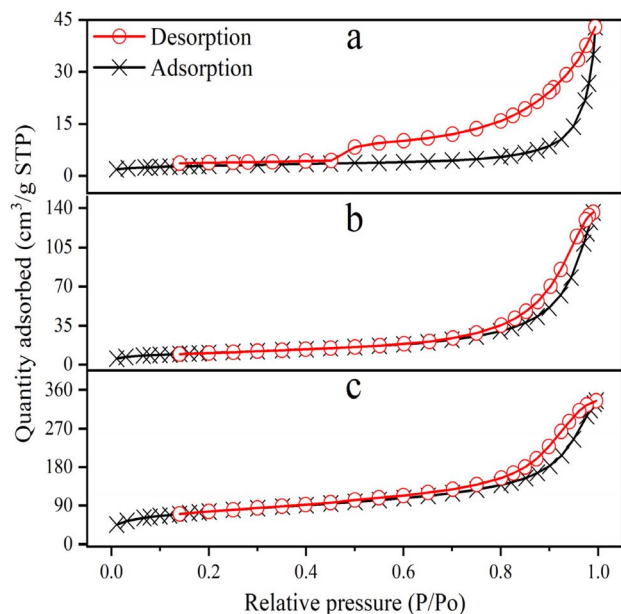 Quantity adsorbed (cm³/g STP)
45
30
15
0
Desorption
Adsorption
a
140
105
70
35
0
b
360
270
180
90
0
c
0.0 0.2 0.4 0.6 0.8 1.0
Relative pressure (P/Po)